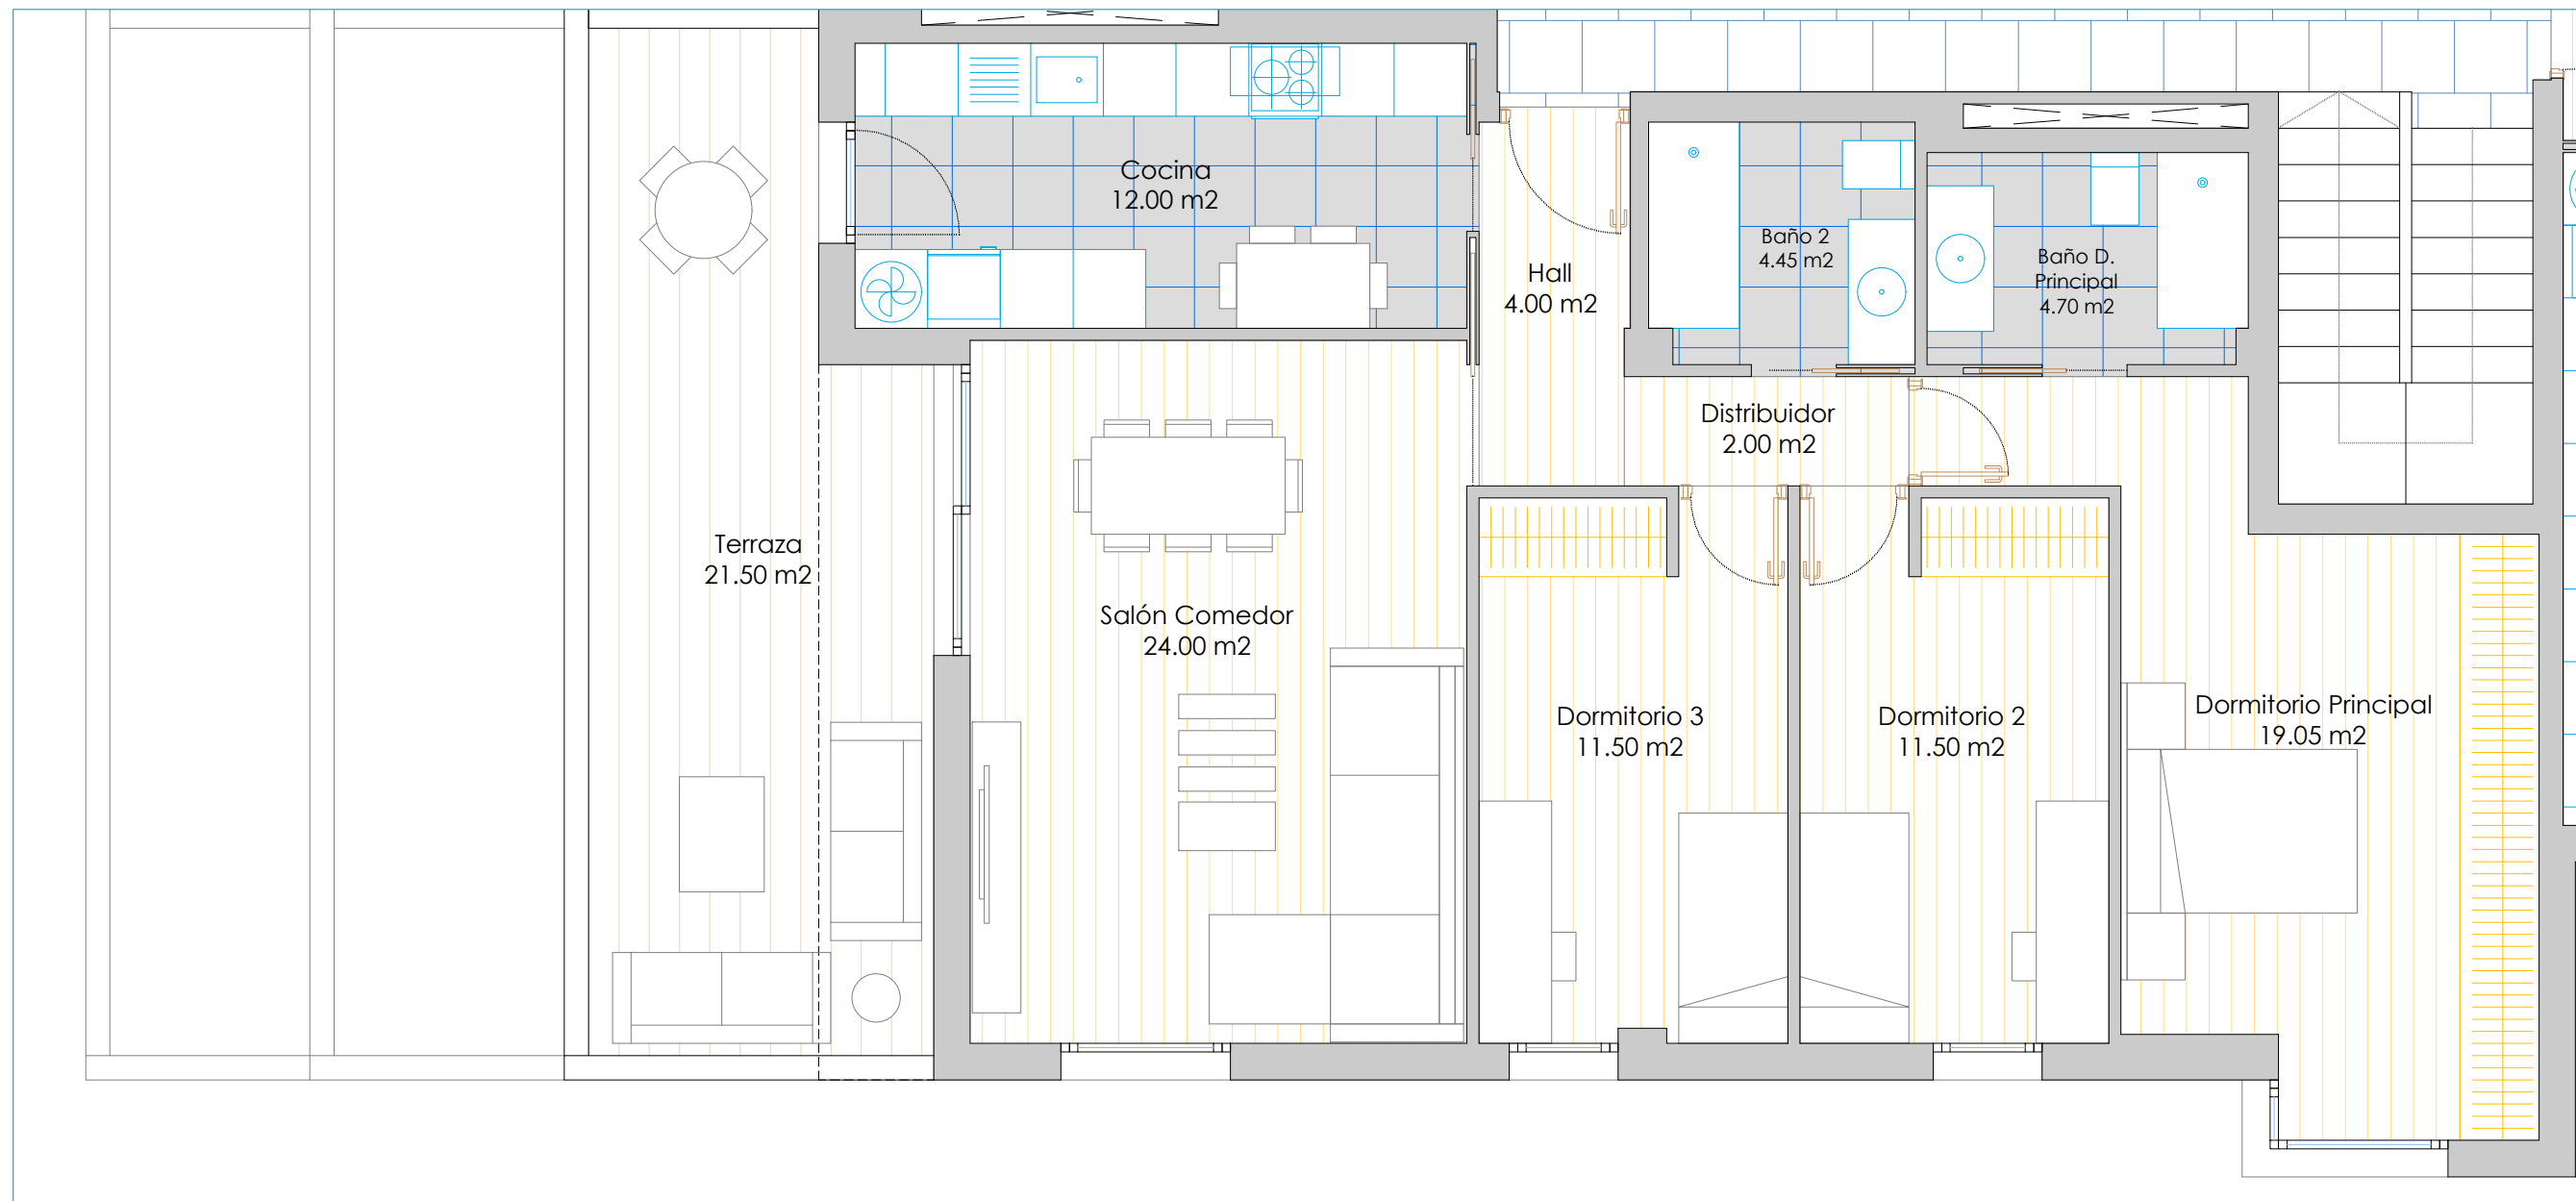 Cocina
12.00 m2
Hall
4.00 m2
Baño 2
4.45 m2
Baño D.
Principal
4.70 m2
Distribuidor
2.00 m2
Terraza
21.50 m2
Salón Comedor
24.00 m2
Dormitorio 3
11.50 m2
Dormitorio 2
11.50 m2
Dormitorio Principal
19.05 m2